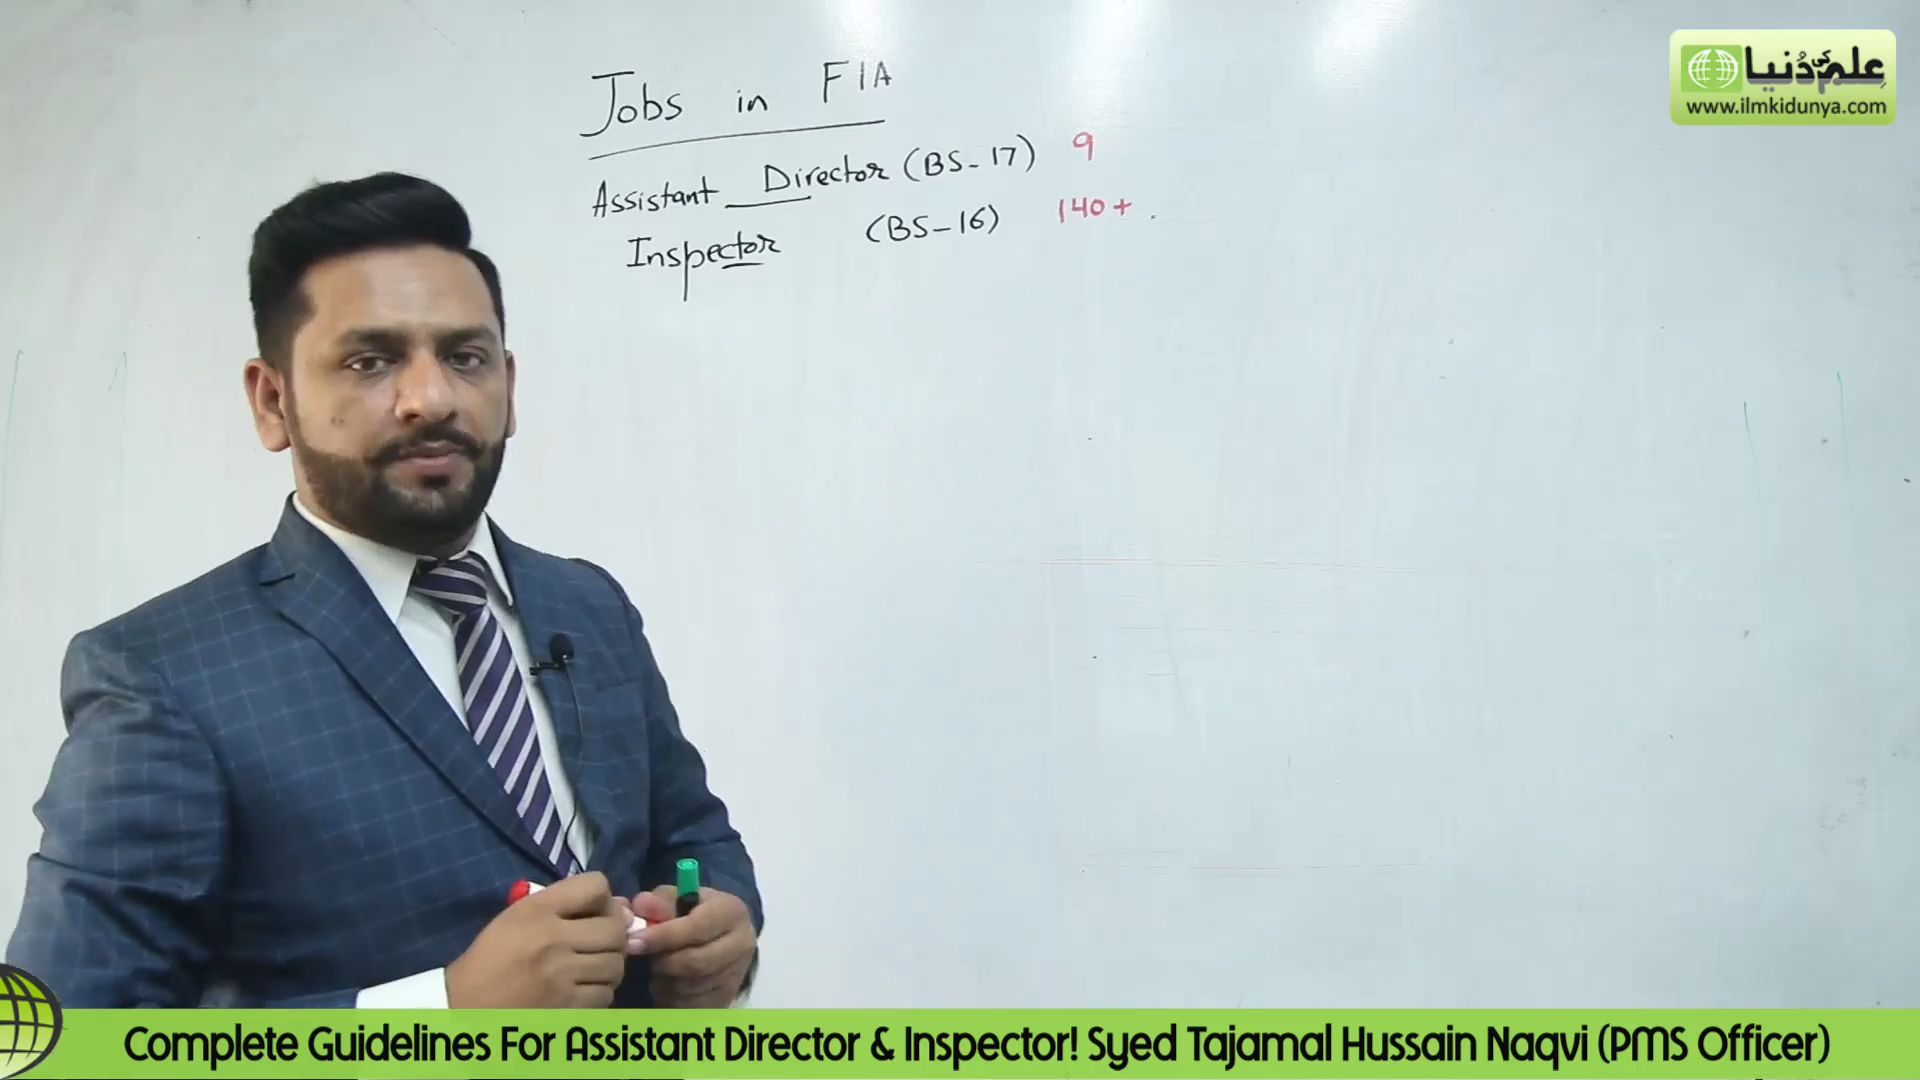 Jobs in FIA
Assistant Director (BS-17) 9
Inspector (BS-16) 140+
علم کی دُنیا
www.ilmkidunya.com
Complete Guidelines For Assistant Director & Inspector! Syed Tajamal Hussain Naqvi (PMS Officer)